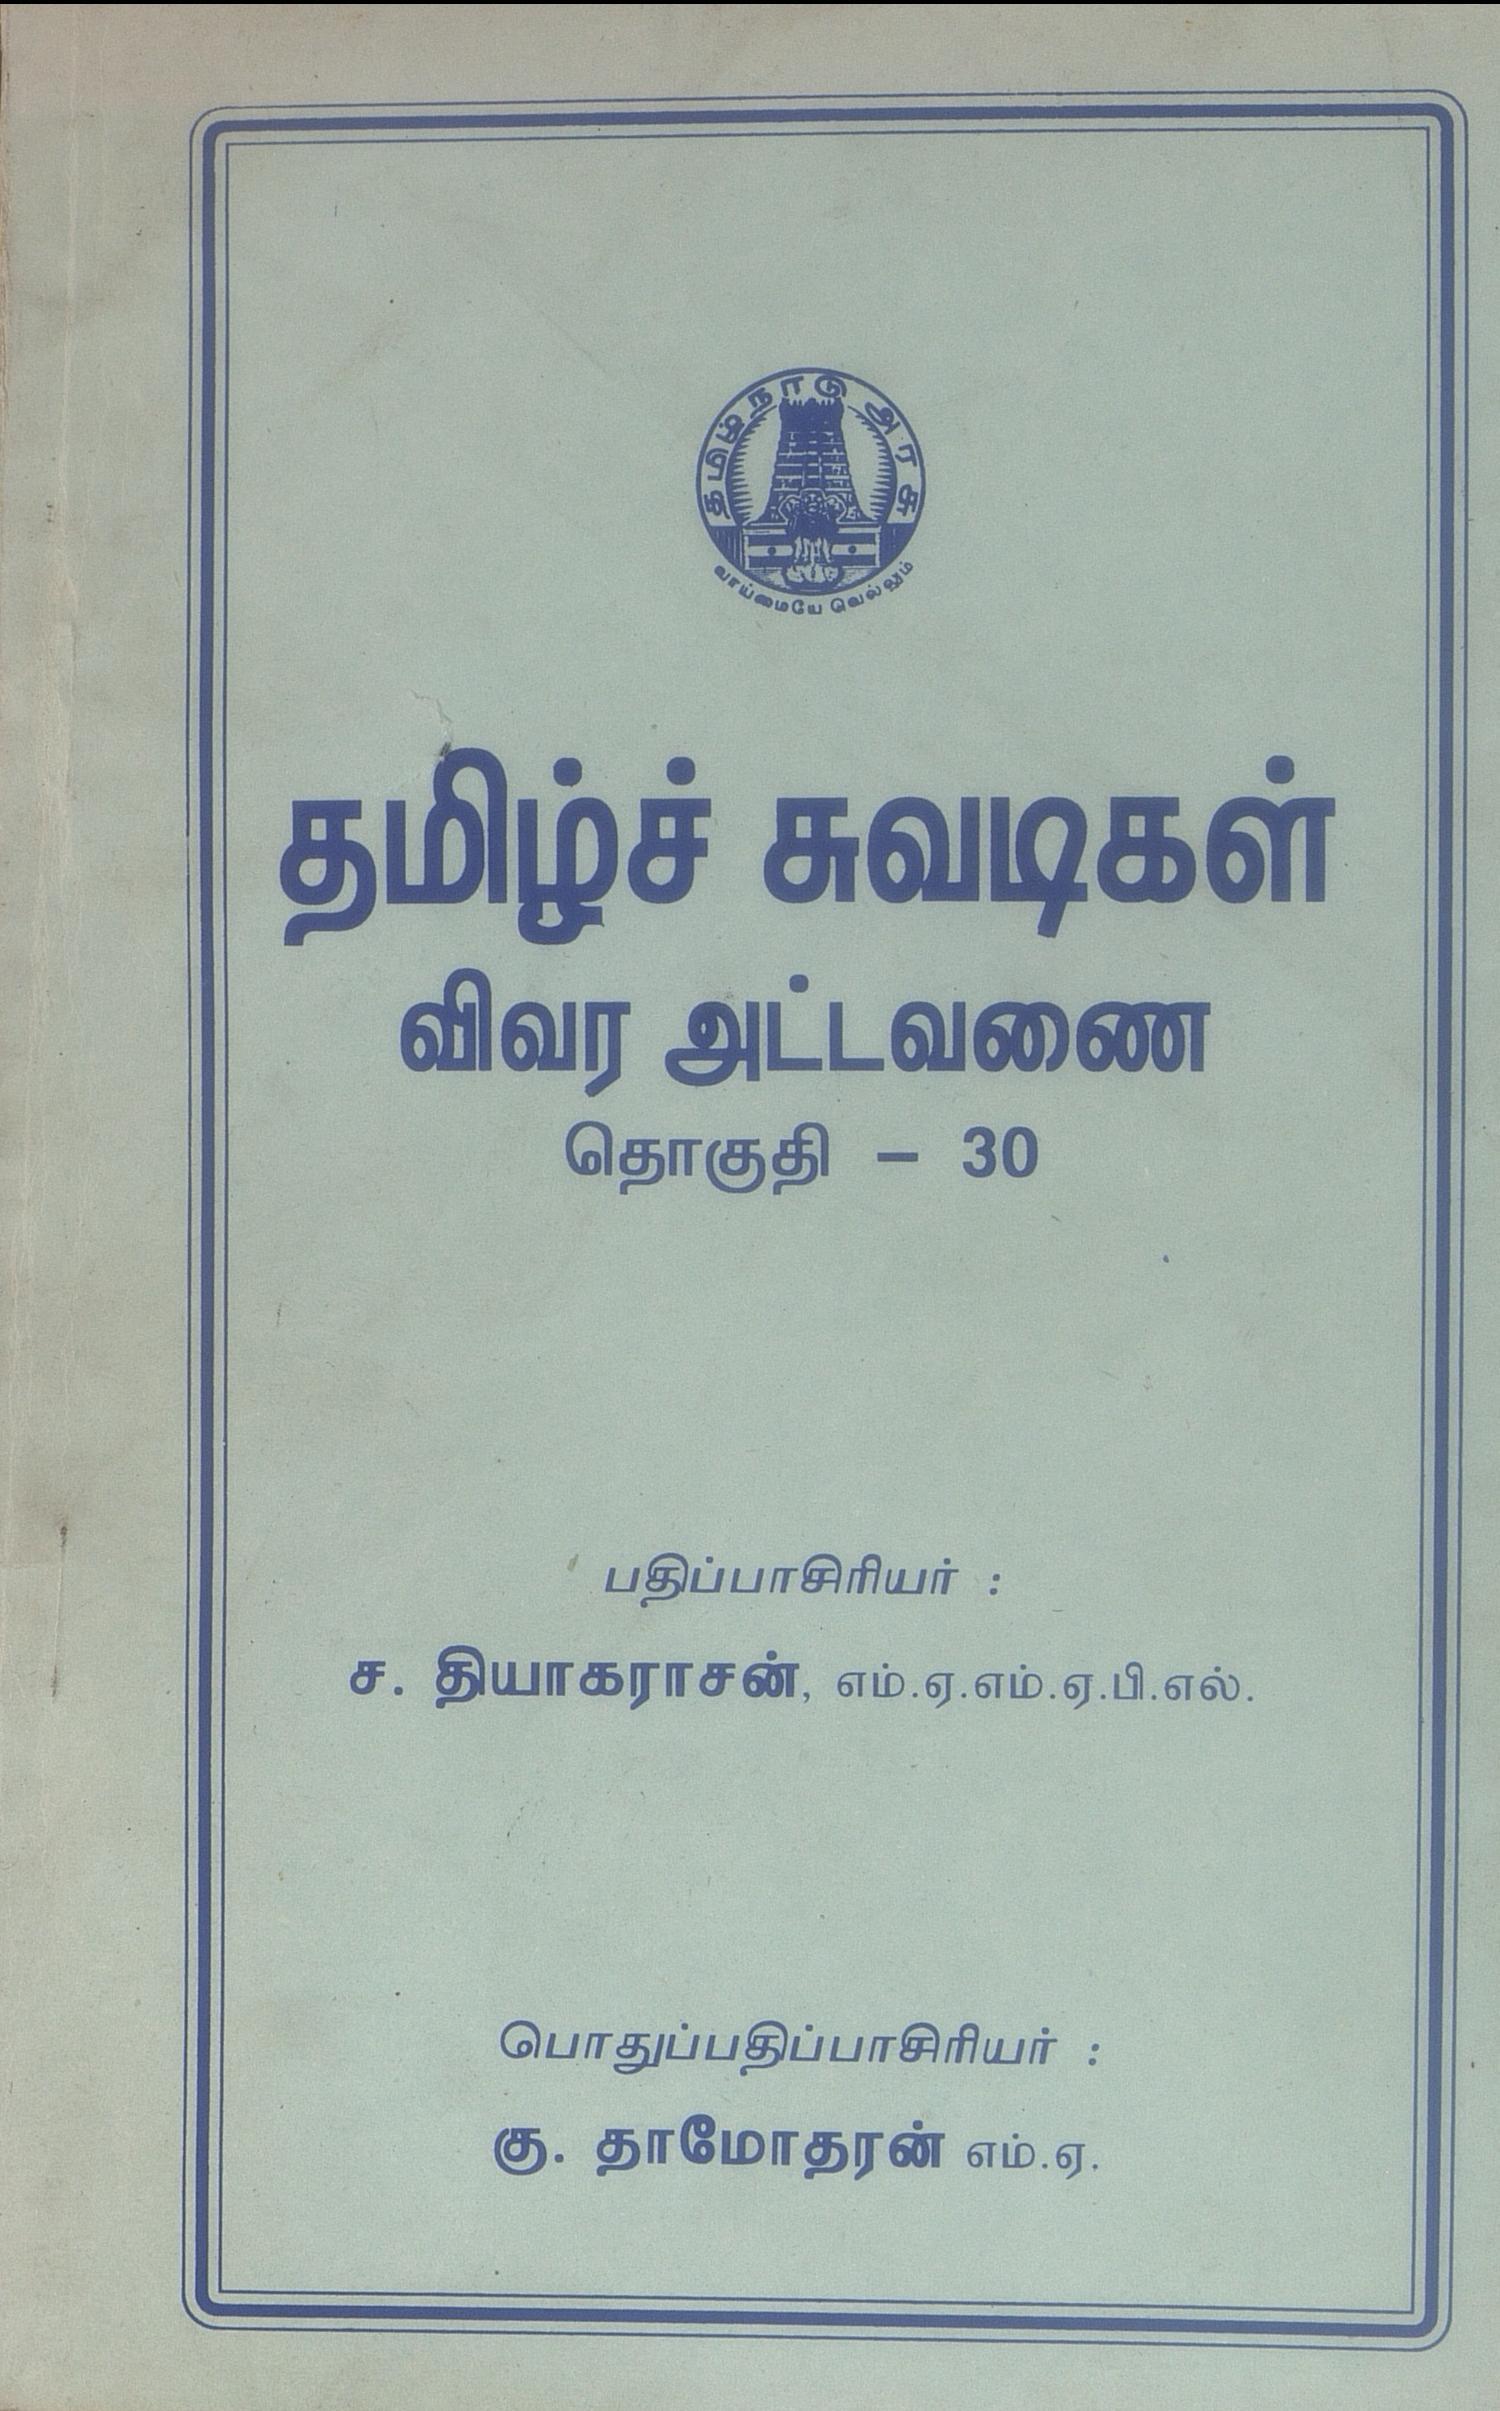 தமிழ்நாடு அரசு
வாய்மையே வெல்லும்
தமிழ்ச் சுவடிகள்
விவர அட்டவணை
தொகுதி – 30
பதிப்பாசிரியர் :
ச. தியாகராசன், எம்.ஏ.எம்.ஏ.பி.எல்.
பொதுப்பதிப்பாசிரியர் :
கு. தாமோதரன் எம்.ஏ.